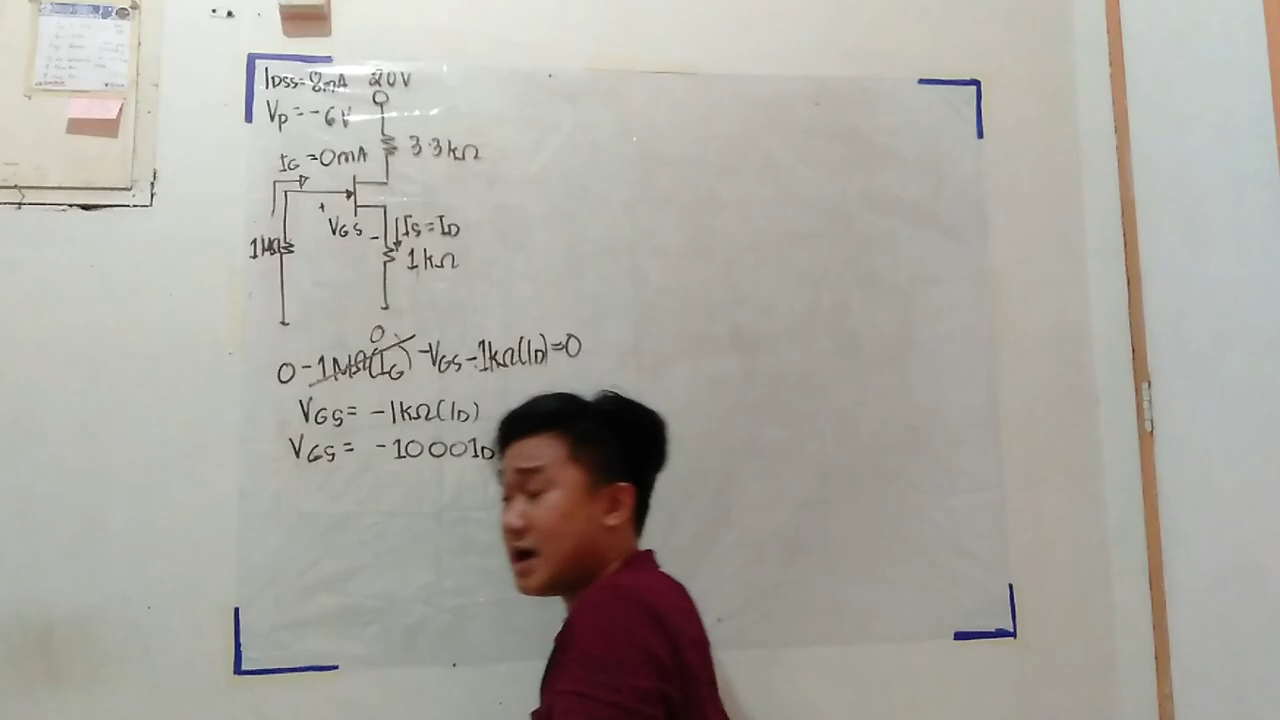 IDSS=8mA 20V
Vp=-6V
3.3kΩ
IG=0mA
+
VGS
-
IS=ID
1MΩ
1kΩ
0
0-1MΩ(IG)-VGS-1kΩ(ID)=0
VGS= -1kΩ(ID)
VGS= -1000ID